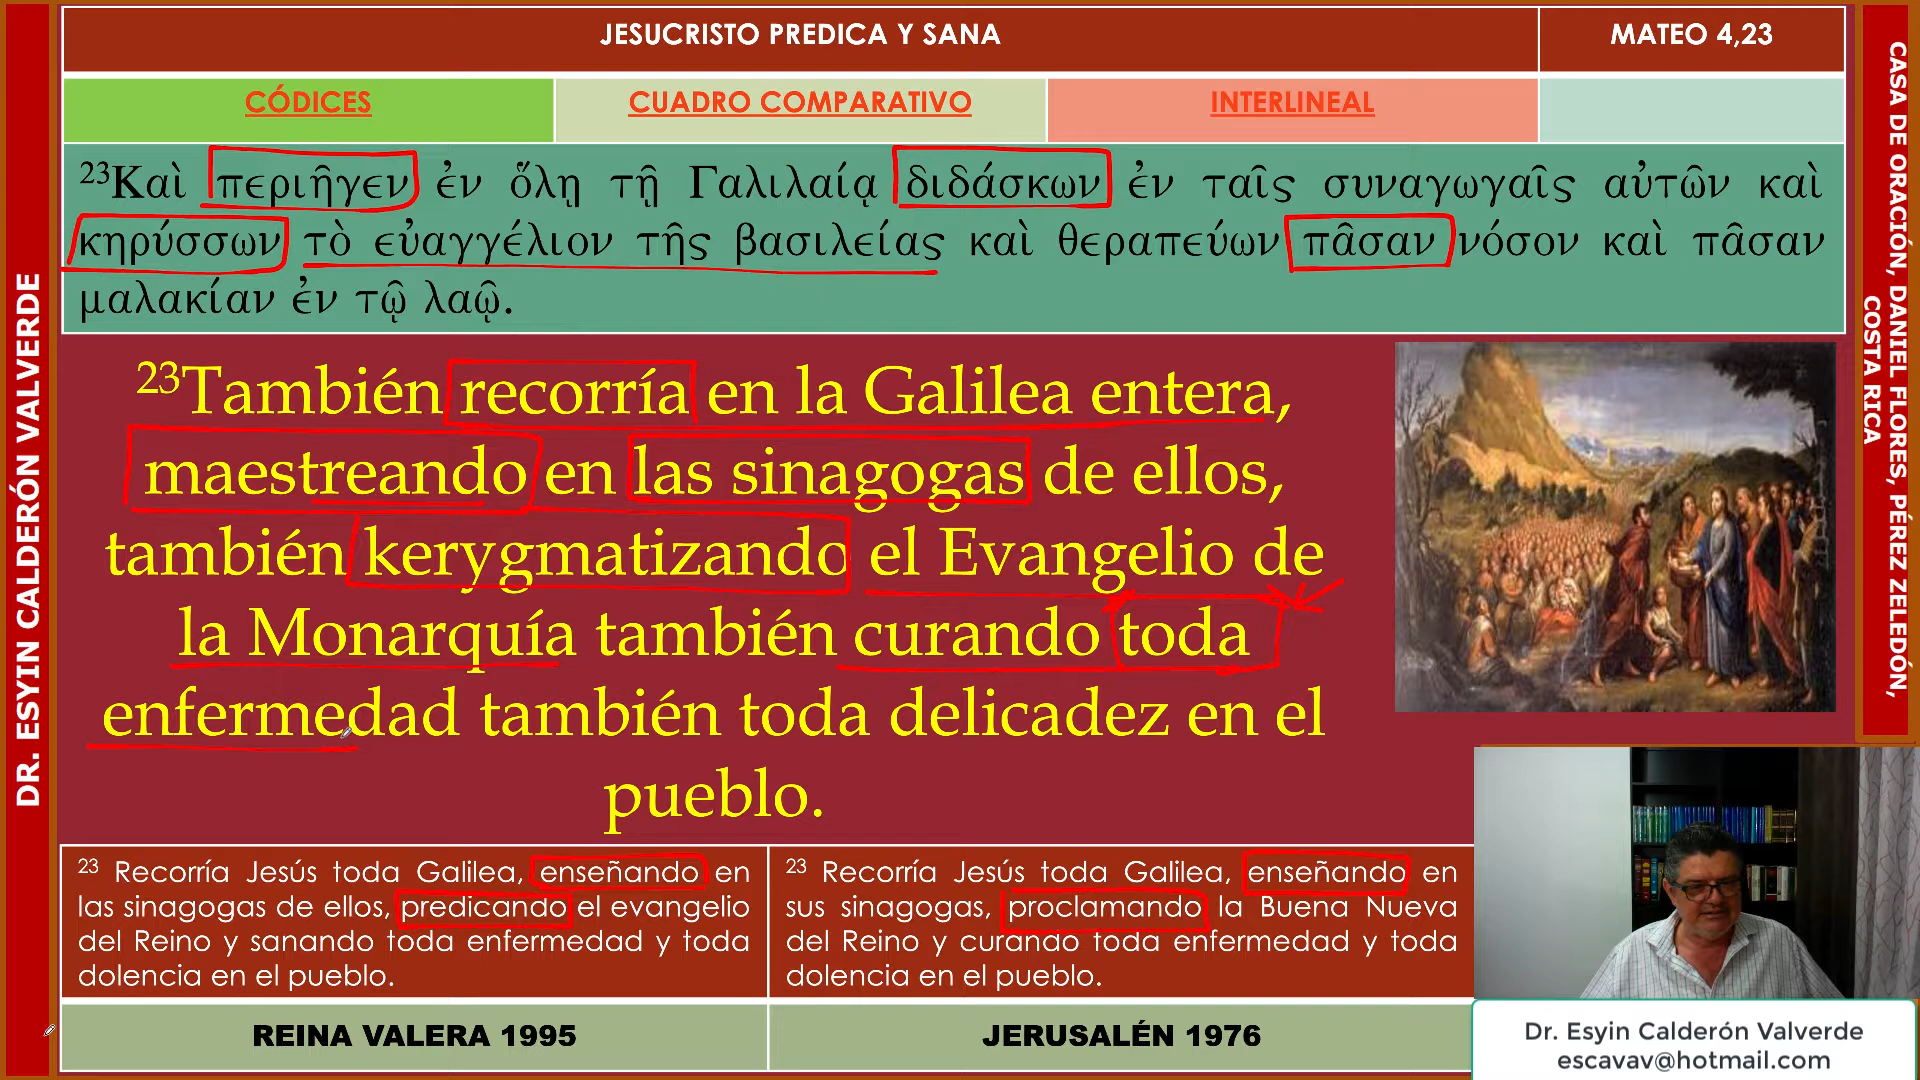 JESUCRISTO PREDICA Y SANA
MATEO 4,23
CÓDICES
CUADRO COMPARATIVO
INTERLINEAL
²³Καὶ περιῆγεν ἐν ὅλῃ τῇ Γαλιλαίᾳ διδάσκων ἐν ταῖς συναγωγαῖς αὐτῶν καὶ
κηρύσσων τὸ εὐαγγέλιον τῆς βασιλείας καὶ θεραπεύων πᾶσαν νόσον καὶ πᾶσαν
μαλακίαν ἐν τῷ λαῷ.
²³También recorría en la Galilea entera,
maestreando en las sinagogas de ellos,
también kerygmatizando el Evangelio de
la Monarquía también curando toda
enfermedad también toda delicadez en el
pueblo.
²³ Recorría Jesús toda Galilea, enseñando en
las sinagogas de ellos, predicando el evangelio
del Reino y sanando toda enfermedad y toda
dolencia en el pueblo.
REINA VALERA 1995
²³ Recorría Jesús toda Galilea, enseñando en
sus sinagogas, proclamando la Buena Nueva
del Reino y curando toda enfermedad y toda
dolencia en el pueblo.
JERUSALÉN 1976
DR. ESYIN CALDERÓN VALVERDE
CASA DE ORACIÓN, DANIEL FLORES, PÉREZ ZELEDÓN,
COSTA RICA
Dr. Esyin Calderón Valverde
escavav@hotmail.com